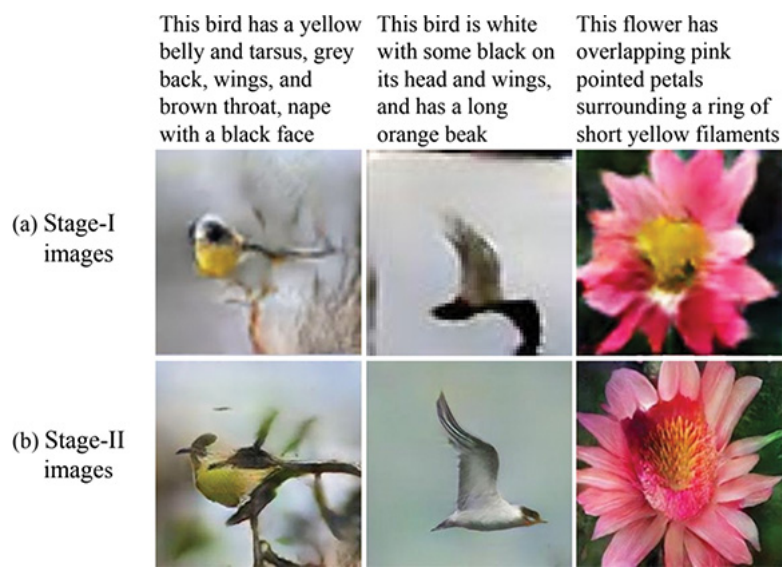 This bird has a yellow
belly and tarsus, grey
back, wings, and
brown throat, nape
with a black face
This bird is white
with some black on
its head and wings,
and has a long
orange beak
This flower has
overlapping pink
pointed petals
surrounding a ring of
short yellow filaments
(a) Stage-I
images
(b) Stage-II
images